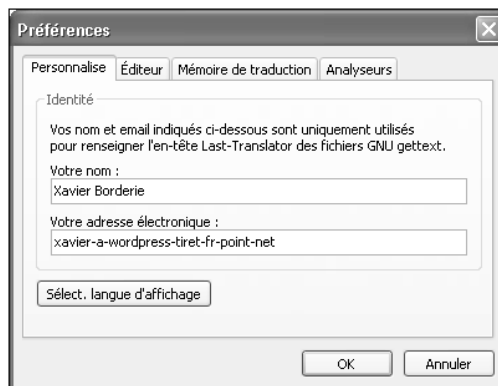 Préférences
Personnalise Éditeur Mémoire de traduction Analyseurs
Identité
Vos nom et email indiqués ci-dessous sont uniquement utilisés
pour renseigner l'en-tête Last-Translator des fichiers GNU gettext.
Votre nom :
Xavier Borderie
Votre adresse électronique :
xavier-a-wordpress-tiret-fr-point-net
Sélect. langue d'affichage
OK Annuler